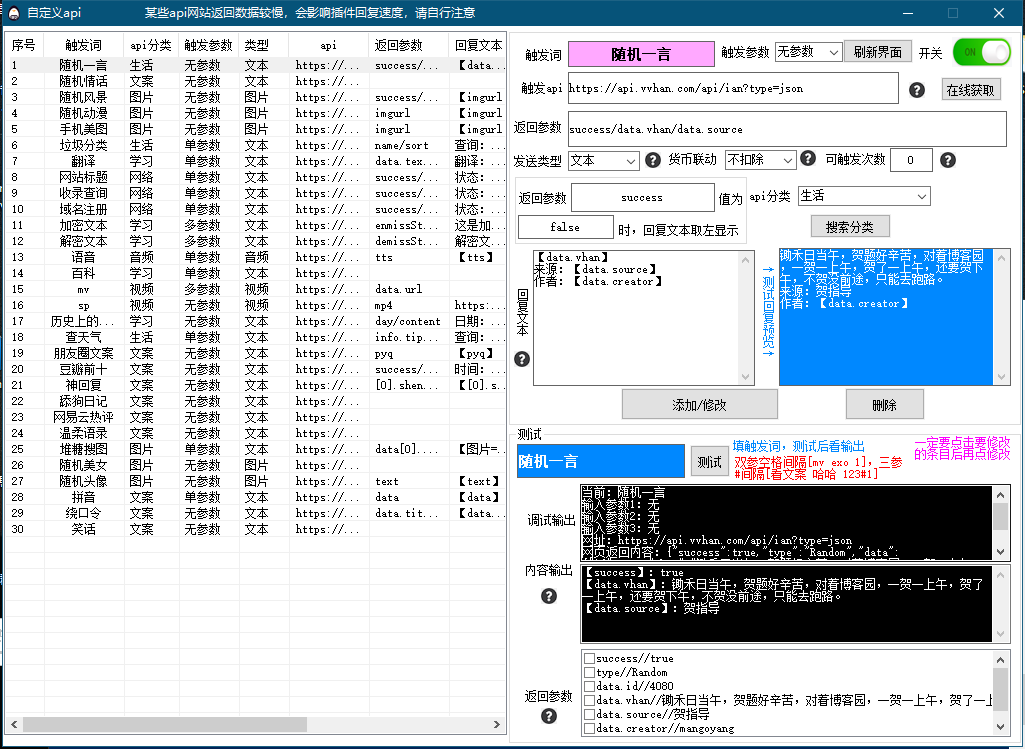 自定义api 某些api网站返回数据较慢，会影响插件回复速度，请自行注意
序号 触发词 api分类 触发参数 类型 api 返回参数 回复文本
1 随机一言 生活 无参数 文本 https://... success/... 【data.
2 随机情话 文案 无参数 文本 https://...
3 随机风景 图片 无参数 图片 https://... success/... 【imgurl
4 随机动漫 图片 无参数 图片 https://... imgurl 【imgurl
5 手机美图 图片 无参数 图片 https://... imgurl 【imgurl
6 垃圾分类 生活 单参数 文本 https://... name/sort 查询：...
7 翻译 学习 单参数 文本 https://... data.tex... 翻译：...
8 网站标题 网络 单参数 文本 https://... success/... 状态：...
9 收录查询 网络 单参数 文本 https://... success/... 状态：...
10 域名注册 网络 单参数 文本 https://... success/... 状态：...
11 加密文本 学习 多参数 文本 https://... enmissSt... 这是加...
12 解密文本 学习 多参数 文本 https://... demissSt... 解密文...
13 语音 音频 单参数 音频 https://... tts 【tts】
14 百科 学习 单参数 文本 https://...
15 mv 视频 多参数 视频 https://... data.url
16 sp 视频 无参数 视频 https://... mp4 https:...
17 历史上的... 学习 无参数 文本 https://... day/content 日期：...
18 查天气 生活 单参数 文本 https://... info.tip... 查询：...
19 朋友圈文案 文案 无参数 文本 https://... pyq 【pyq】
20 豆瓣前十 文案 无参数 文本 https://... success/... 时间：...
21 神回复 文案 无参数 文本 https://... [0].shen... 【[0].s...
22 舔狗日记 文案 无参数 文本 https://...
23 网易云热评 文案 无参数 文本 https://...
24 温柔语录 文案 无参数 文本 https://...
25 堆糖搜图 图片 单参数 文本 https://... data[0].... 【图片=...
26 随机美女 图片 无参数 图片 https://...
27 随机头像 图片 无参数 图片 https://... text 【text】
28 拼音 文案 单参数 文本 https://... data 【data】
29 绕口令 文案 无参数 文本 https://... data.tit... 【data...
30 笑话 文案 无参数 文本 https://...
触发词 随机一言 触发参数 无参数 刷新界面 开关 ON
触发api https://api.vvhan.com/api/ian?type=json ? 在线获取
返回参数 success/data.vhan/data.source
发送类型 文本 ? 货币联动 不扣除 ? 可触发次数 0 ?
返回参数 success 值为 api分类 生活
false 时，回复文本取左显示 搜索分类
回复文本
?
【data.vhan】
来源：【data.source】
作者：【data.creator】
→测试回复预览→
锄禾日当午，贺题好辛苦，对着博客园
，一贺一上午，贺了一上午，还要贺下
午，不贺没前途，只能去跑路。
来源：贺指导
作者：【data.creator】
添加/修改 删除
测试
随机一言 测试
填触发词，测试后看输出
双参空格间隔[mv exo 1]，三参
#间隔[看文案 哈哈 123#1]
一定要点击要修改
的条目后再点修改
调试输出
当前：随机一言
输入参数1：无
输入参数2：无
输入参数3：无
网址：https://api.vvhan.com/api/ian?type=json
网页返回内容：{"success":true,"type":"Random","data":
内容输出
?
【success】：true
【data.vhan】：锄禾日当午，贺题好辛苦，对着博客园，一贺一上午，贺了
一上午，还要贺下午，不贺没前途，只能去跑路。
【data.source】：贺指导
返回参数
?
success//true
type//Random
data.id//4080
data.vhan//锄禾日当午，贺题好辛苦，对着博客园，一贺一上午，贺了一上
data.source//贺指导
data.creator//mangoyang